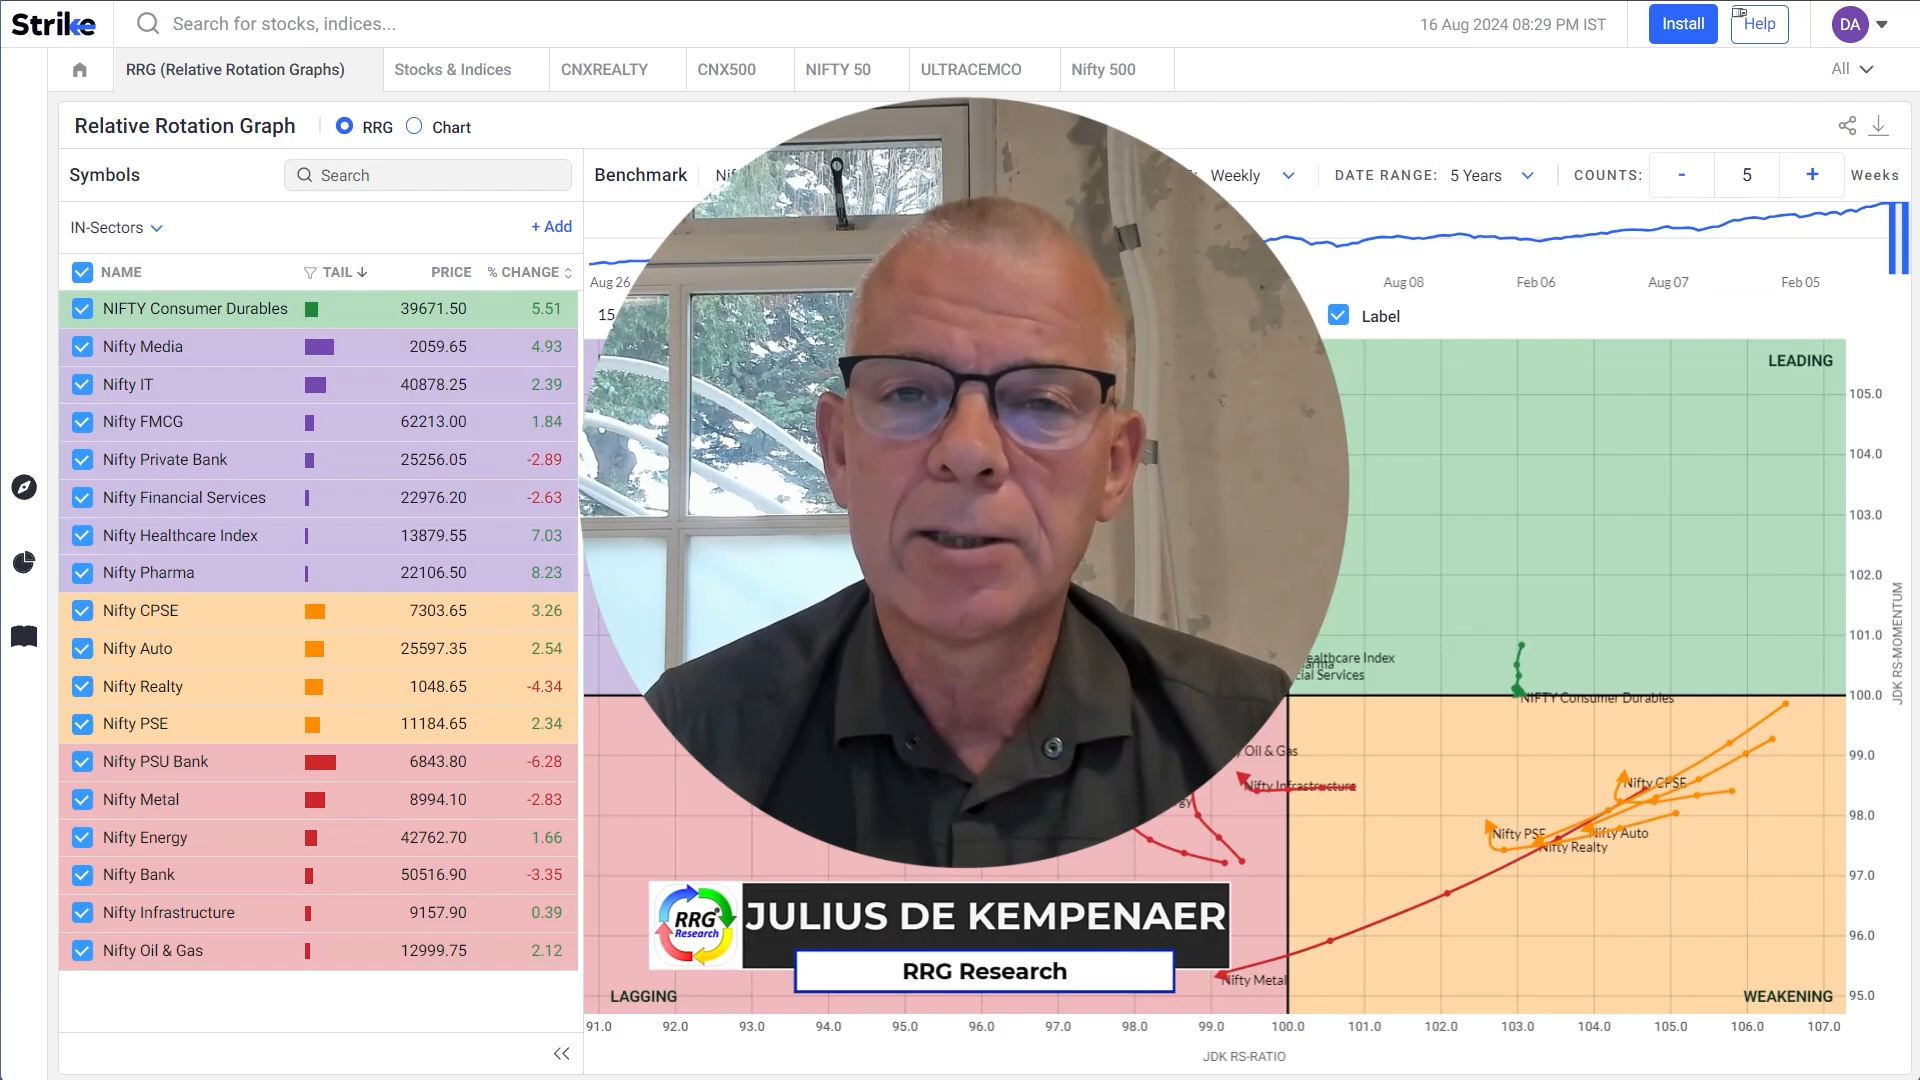 Strike
Search for stocks, indices...
16 Aug 2024 08:29 PM IST
Install
Help
DA
RRG (Relative Rotation Graphs)
Stocks & Indices
CNXREALTY
CNX500
NIFTY 50
ULTRACEMCO
Nifty 500
All
Relative Rotation Graph
RRG
Chart
Symbols
Search
Benchmark
Weekly
DATE RANGE: 5 Years
COUNTS: - 5 + Weeks
IN-Sectors
+ Add
NAME TAIL PRICE % CHANGE
NIFTY Consumer Durables 39671.50 5.51
Nifty Media 2059.65 4.93
Nifty IT 40878.25 2.39
Nifty FMCG 62213.00 1.84
Nifty Private Bank 25256.05 -2.89
Nifty Financial Services 22976.20 -2.63
Nifty Healthcare Index 13879.55 7.03
Nifty Pharma 22106.50 8.23
Nifty CPSE 7303.65 3.26
Nifty Auto 25597.35 2.54
Nifty Realty 1048.65 -4.34
Nifty PSE 11184.65 2.34
Nifty PSU Bank 6843.80 -6.28
Nifty Metal 8994.10 -2.83
Nifty Energy 42762.70 1.66
Nifty Bank 50516.90 -3.35
Nifty Infrastructure 9157.90 0.39
Nifty Oil & Gas 12999.75 2.12
Aug 26 Aug 08 Feb 06 Aug 07 Feb 05
15
Label
LEADING
105.0
104.0
103.0
102.0
101.0
100.0
99.0
98.0
97.0
96.0
95.0
JDK RS-MOMENTUM
ealthcare Index
cial Services
NIFTY Consumer Durables
Oil & Gas
Nifty Infrastructure
Nifty CPSE
Nifty PSE
Nifty Auto
Nifty Realty
Nifty Metal
RRG
Research
JULIUS DE KEMPENAER
RRG Research
LAGGING
WEAKENING
91.0 92.0 93.0 94.0 95.0 96.0 97.0 98.0 99.0 100.0 101.0 102.0 103.0 104.0 105.0 106.0 107.0
JDK RS-RATIO